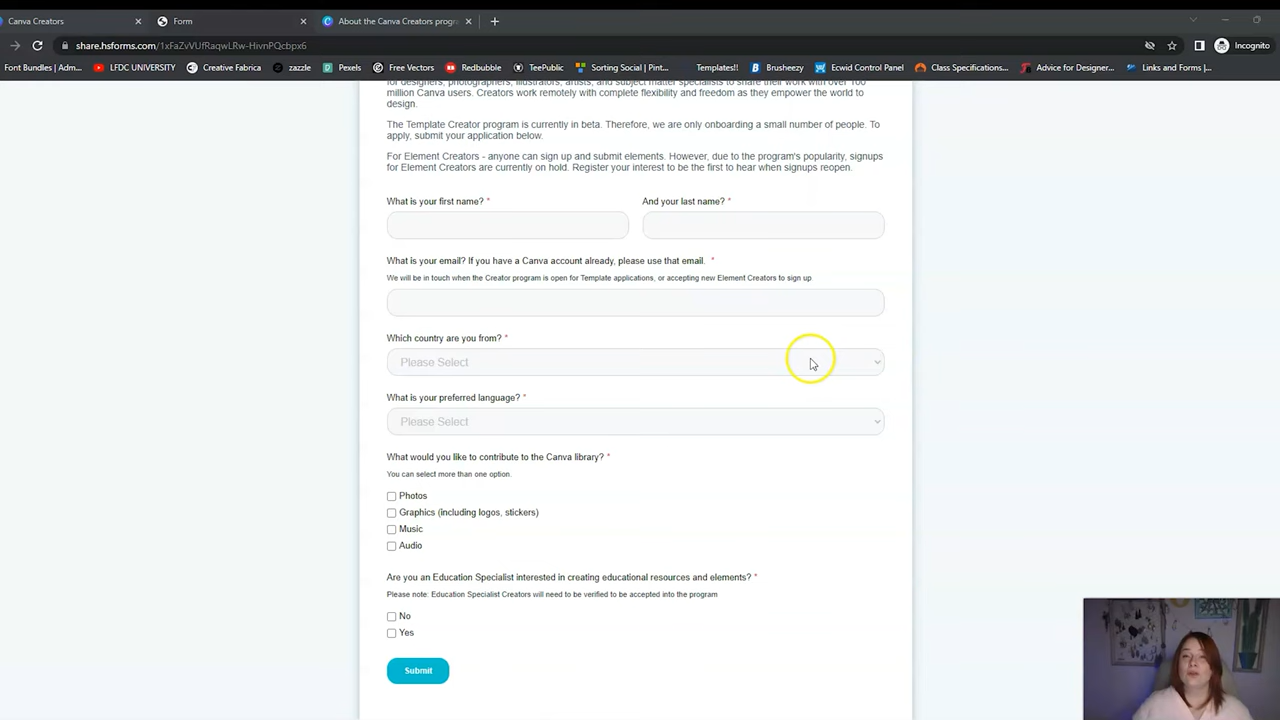 Canva Creators
Form
About the Canva Creators progr
share.hsforms.com/1xFaZvVUfRaqwLRw-HivnPQcbpx6
Incognito
Font Bundles | Adm...
LFDC UNIVERSITY
Creative Fabrica
zazzle
Pexels
Free Vectors
Redbubble
TeePublic
Sorting Social | Pint...
Templates!!
Brusheezy
Ecwid Control Panel
Class Specifications...
Advice for Designer...
Links and Forms |...
for designers, photographers, illustrators, artists, and subject matter specialists to share their work with over 100
million Canva users. Creators work remotely with complete flexibility and freedom as they empower the world to
design.
The Template Creator program is currently in beta. Therefore, we are only onboarding a small number of people. To
apply, submit your application below.
For Element Creators - anyone can sign up and submit elements. However, due to the program's popularity, signups
for Element Creators are currently on hold. Register your interest to be the first to hear when signups reopen.
What is your first name? *
And your last name? *
What is your email? If you have a Canva account already, please use that email. *
We will be in touch when the Creator program is open for Template applications, or accepting new Element Creators to sign up
Which country are you from? *
Please Select
What is your preferred language? *
Please Select
What would you like to contribute to the Canva library? *
You can select more than one option.
Photos
Graphics (including logos, stickers)
Music
Audio
Are you an Education Specialist interested in creating educational resources and elements? *
Please note: Education Specialist Creators will need to be verified to be accepted into the program
No
Yes
Submit